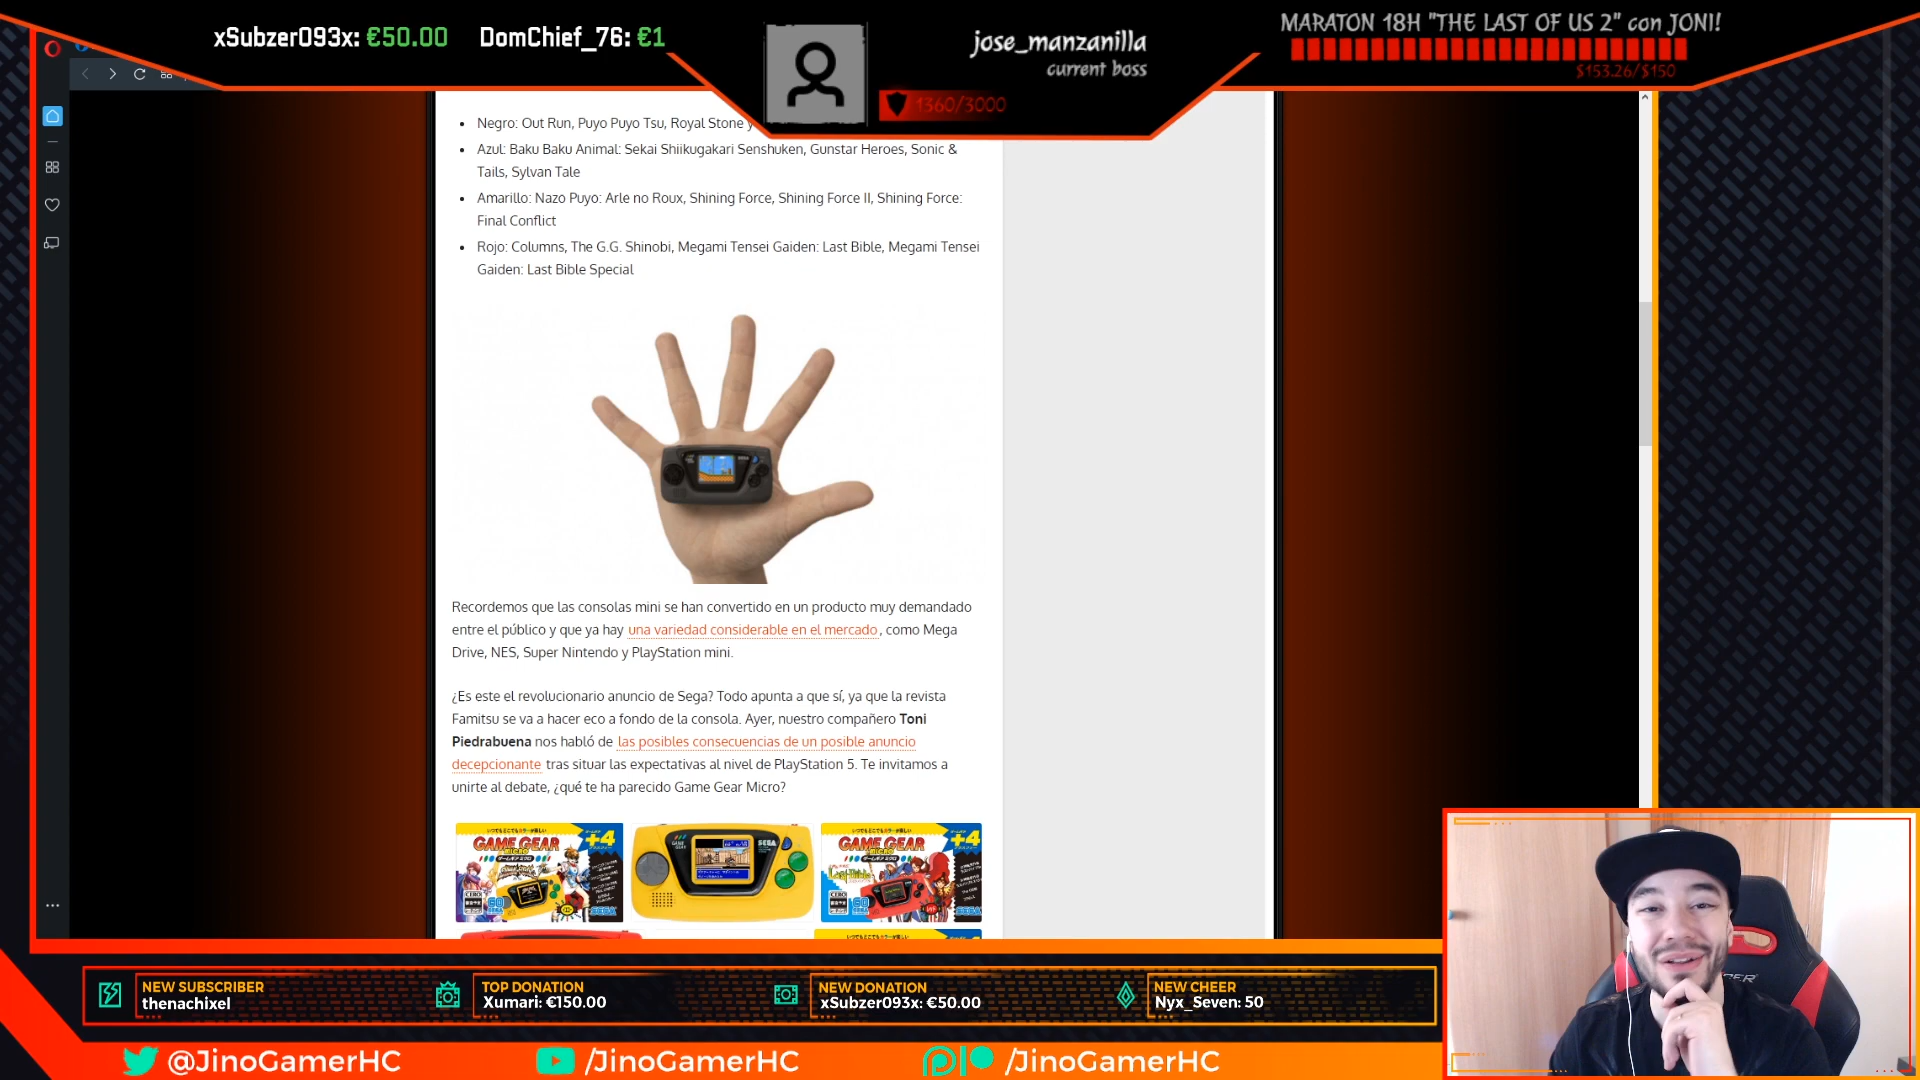 xSubzer093x: €50.00 DomChief_76: €1
jose_manzanilla
current boss
1360/3000
MARATON 18H "THE LAST OF US 2" con JONI!
$153.26/$150
Negro: Out Run, Puyo Puyo Tsu, Royal Stone y
Azul: Baku Baku Animal: Sekai Shiikugakari Senshuken, Gunstar Heroes, Sonic &
Tails, Sylvan Tale
Amarillo: Nazo Puyo: Arle no Roux, Shining Force, Shining Force II, Shining Force:
Final Conflict
Rojo: Columns, The G.G. Shinobi, Megami Tensei Gaiden: Last Bible, Megami Tensei
Gaiden: Last Bible Special
Recordemos que las consolas mini se han convertido en un producto muy demandado
entre el público y que ya hay una variedad considerable en el mercado, como Mega
Drive, NES, Super Nintendo y PlayStation mini.
¿Es este el revolucionario anuncio de Sega? Todo apunta a que sí, ya que la revista
Famitsu se va a hacer eco a fondo de la consola. Ayer, nuestro compañero Toni
Piedrabuena nos habló de las posibles consecuencias de un posible anuncio
decepcionante tras situar las expectativas al nivel de PlayStation 5. Te invitamos a
unirte al debate, ¿qué te ha parecido Game Gear Micro?
GAME GEAR
MICRO
+4
SEGA
GAME GEAR
SEGA
GAME GEAR
MICRO
+4
SEGA
NEW SUBSCRIBER
thenachixel
TOP DONATION
Xumari: €150.00
NEW DONATION
xSubzer093x: €50.00
NEW CHEER
Nyx_Seven: 50
@JinoGamerHC
/JinoGamerHC
/JinoGamerHC